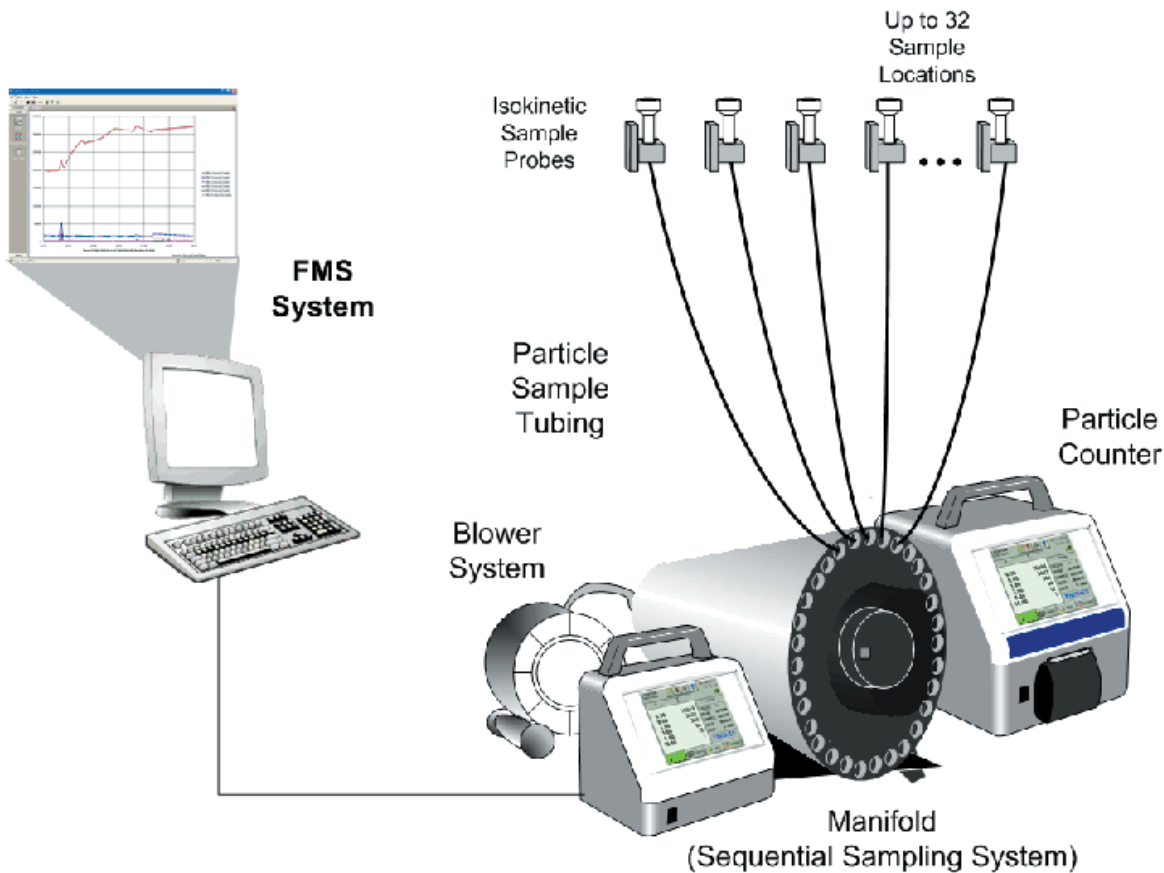 Up to 32
Sample
Locations
Isokinetic
Sample
Probes
FMS
System
Particle
Sample
Tubing
Particle
Counter
Blower
System
Manifold
(Sequential Sampling System)